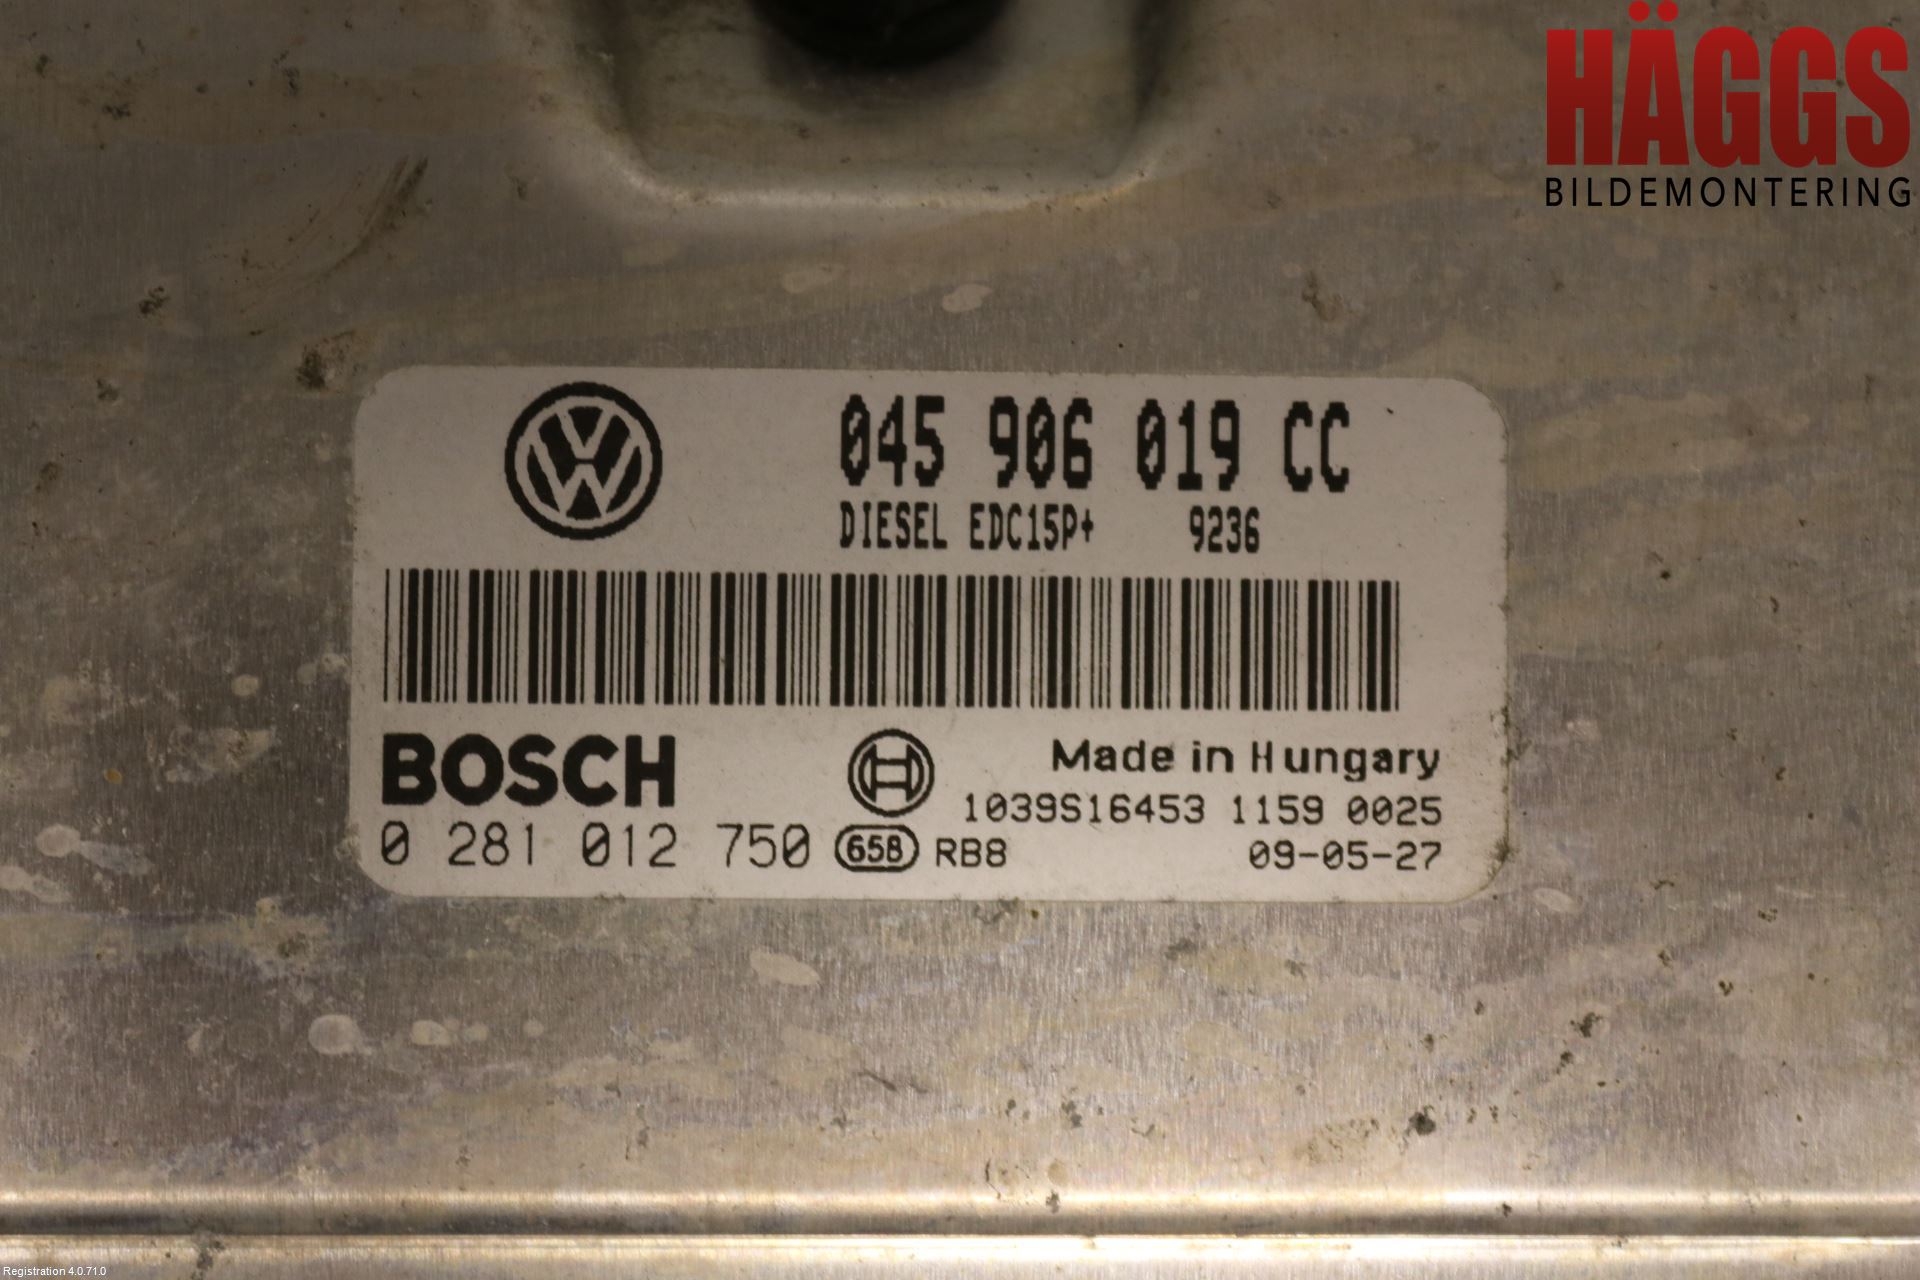 HÄGGS
BILDEMONTERING
045 906 019 CC
DIESEL EDC15P+ 9236
BOSCH
Made in Hungary
1039S16453 1159 0025
0 281 012 750 658 RB8 09-05-27
Registration 4.0.71.0